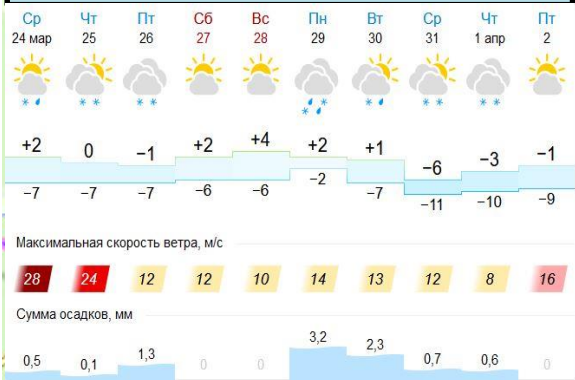 Ср Чт Пт Сб Вс Пн Вт Ср Чт Пт
24 мар 25 26 27 28 29 30 31 1 апр 2
+2 0 −1 +2 +4 +2 +1 −6 −3 −1
−7 −7 −7 −6 −6 −2 −7 −11 −10 −9
Максимальная скорость ветра, м/с
28 24 12 12 10 14 13 12 8 16
Сумма осадков, мм
0,5 0,1 1,3 0 0 3,2 2,3 0,7 0,6 0